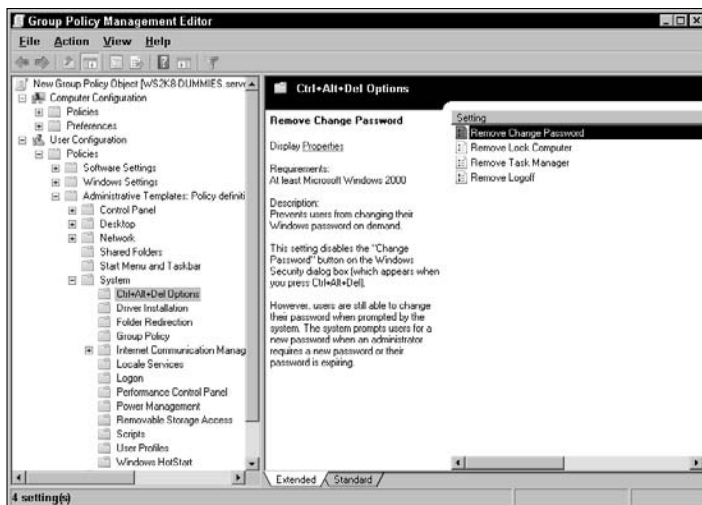 Group Policy Management Editor
File Action View Help
New Group Policy Object [WS2K8.DUMMIES.serve
Computer Configuration
Policies
Preferences
User Configuration
Policies
Software Settings
Windows Settings
Administrative Templates: Policy definiti
Control Panel
Desktop
Network
Shared Folders
Start Menu and Taskbar
System
Ctrl+Alt+Del Options
Driver Installation
Folder Redirection
Group Policy
Internet Communication Manag
Locale Services
Logon
Performance Control Panel
Power Management
Removable Storage Access
Scripts
User Profiles
Windows HotStart
Ctrl+Alt+Del Options
Remove Change Password
Display Properties
Requirements:
At least Microsoft Windows 2000
Description:
Prevents users from changing their
Windows password on demand.
This setting disables the "Change
Password" button on the Windows
Security dialog box (which appears when
you press Ctrl+Alt+Del).
However, users are still able to change
their password when prompted by the
system. The system prompts users for a
new password when an administrator
requires a new password or their
password is expiring.
Setting
Remove Change Password
Remove Lock Computer
Remove Task Manager
Remove Logoff
Extended Standard
4 setting(s)